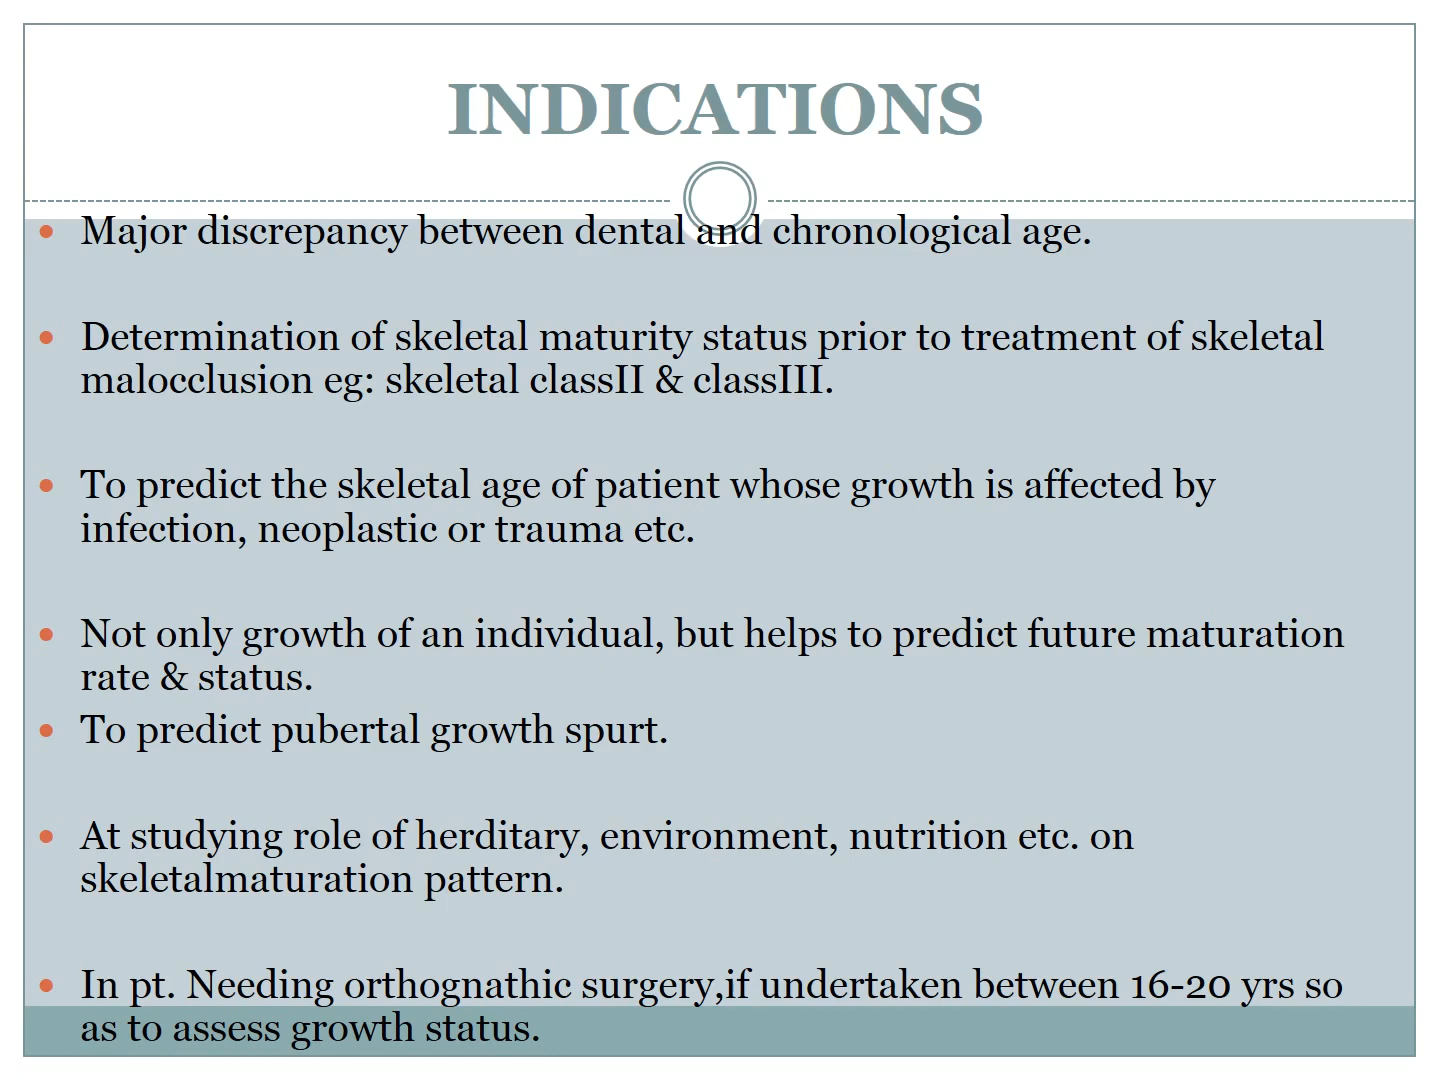 INDICATIONS
Major discrepancy between dental and chronological age.
Determination of skeletal maturity status prior to treatment of skeletal
malocclusion eg: skeletal classII & classIII.
To predict the skeletal age of patient whose growth is affected by
infection, neoplastic or trauma etc.
Not only growth of an individual, but helps to predict future maturation
rate & status.
To predict pubertal growth spurt.
At studying role of herditary, environment, nutrition etc. on
skeletalmaturation pattern.
In pt. Needing orthognathic surgery,if undertaken between 16-20 yrs so
as to assess growth status.